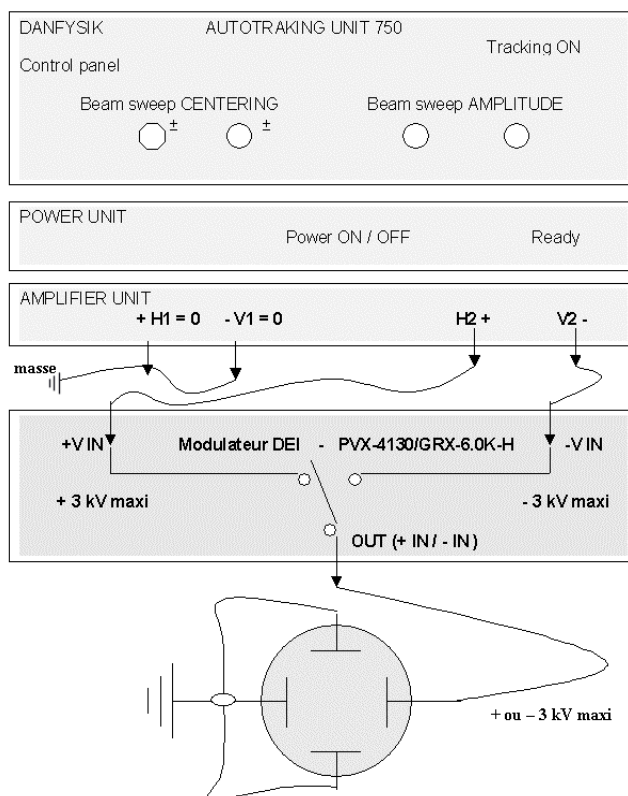 DANFYSIK AUTOTRAKING UNIT 750
Tracking ON
Control panel
Beam sweep CENTERING Beam sweep AMPLITUDE
± ±
POWER UNIT
Power ON / OFF Ready
AMPLIFIER UNIT
+ H1 = 0 - V1 = 0 H2 + V2 -
masse
+V IN Modulateur DEI - PVX-4130/GRX-6.0K-H -V IN
+ 3 kV maxi - 3 kV maxi
OUT (+ IN / - IN )
+ ou – 3 kV maxi